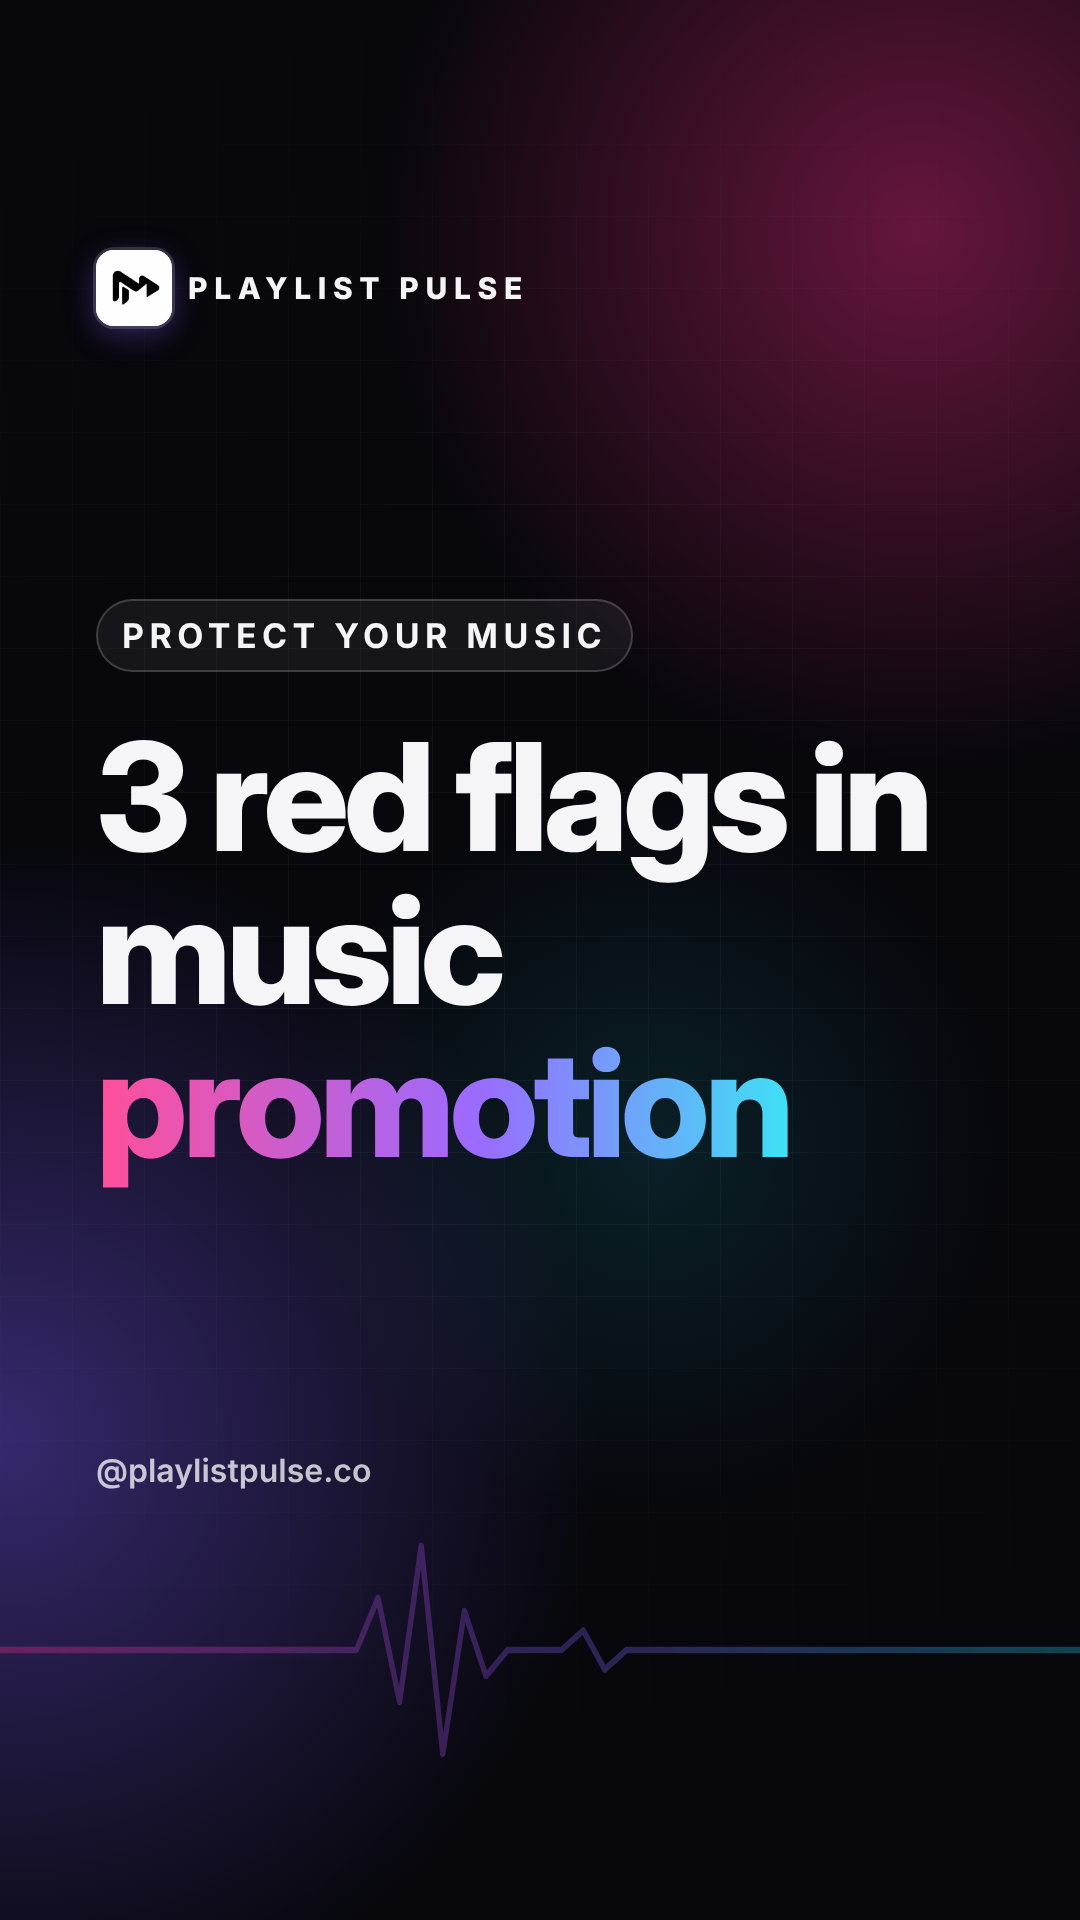 PLAYLIST PULSE
PROTECT YOUR MUSIC
3 red flags in
music
promotion
@playlistpulse.co